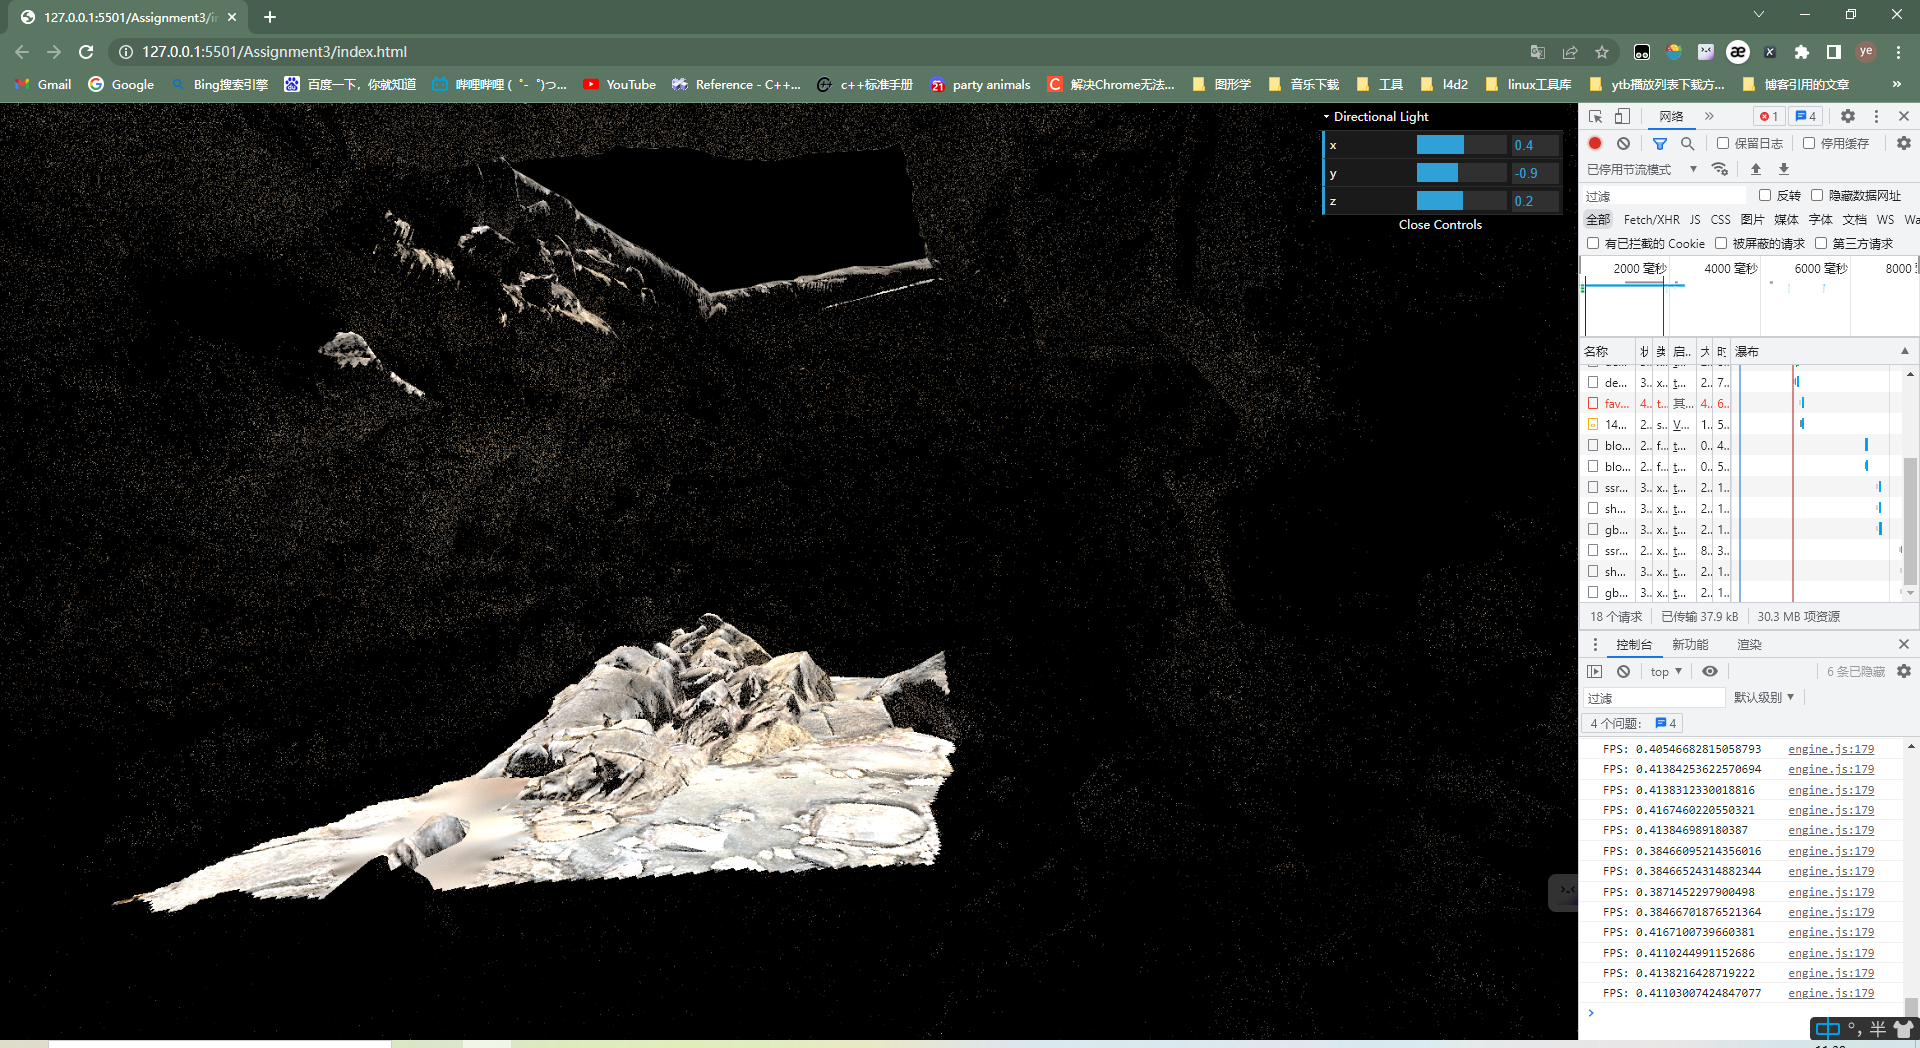 127.0.0.1:5501/Assignment3/ir
127.0.0.1:5501/Assignment3/index.html
ye
Gmail
Google
Bing搜索引擎
百度一下，你就知道
哔哩哔哩 (゜-゜)つ...
YouTube
Reference - C++...
c++标准手册
party animals
解决Chrome无法...
图形学
音乐下载
工具
l4d2
linux工具库
ytb播放列表下载方...
博客引用的文章
Directional Light
x 0.4
y -0.9
z 0.2
Close Controls
网络
1
4
保留日志
停用缓存
已停用节流模式
过滤
反转
隐藏数据网址
全部 Fetch/XHR JS CSS 图片 媒体 字体 文档 WS Wa
有已拦截的 Cookie
被屏蔽的请求
第三方请求
2000 毫秒
4000 毫秒
6000 毫秒
8000
名称 状 类 启.. 大 时 瀑布
de... 3.. x.. t... 2.. 7..
fav... 4.. t... 其... 4.. 6..
14... 2.. s.. V... 1.. 5..
blo... 2.. f.. t... 0.. 4..
blo... 2.. f.. t... 0.. 5..
ssr... 3.. x.. t... 2.. 1..
sh... 3.. x.. t... 2.. 1..
gb... 3.. x.. t... 2.. 1..
ssr... 2.. x.. t... 8.. 3..
sh... 3.. x.. t... 2.. 1..
gb... 3.. x.. t... 2.. 1..
18 个请求
已传输 37.9 kB
30.3 MB 项资源
控制台
新功能
渲染
top
6 条已隐藏
过滤
默认级别
4 个问题:
4
FPS: 0.40546682815058793 engine.js:179
FPS: 0.41384253622570694 engine.js:179
FPS: 0.4138312330018816 engine.js:179
FPS: 0.4167460220550321 engine.js:179
FPS: 0.413846989180387 engine.js:179
FPS: 0.38466095214356016 engine.js:179
FPS: 0.38466524314882344 engine.js:179
FPS: 0.3871452297900498 engine.js:179
FPS: 0.38466701876521364 engine.js:179
FPS: 0.4167100739660381 engine.js:179
FPS: 0.4110244991152686 engine.js:179
FPS: 0.4138216428719222 engine.js:179
FPS: 0.41103007424847077 engine.js:179
中 °, 半